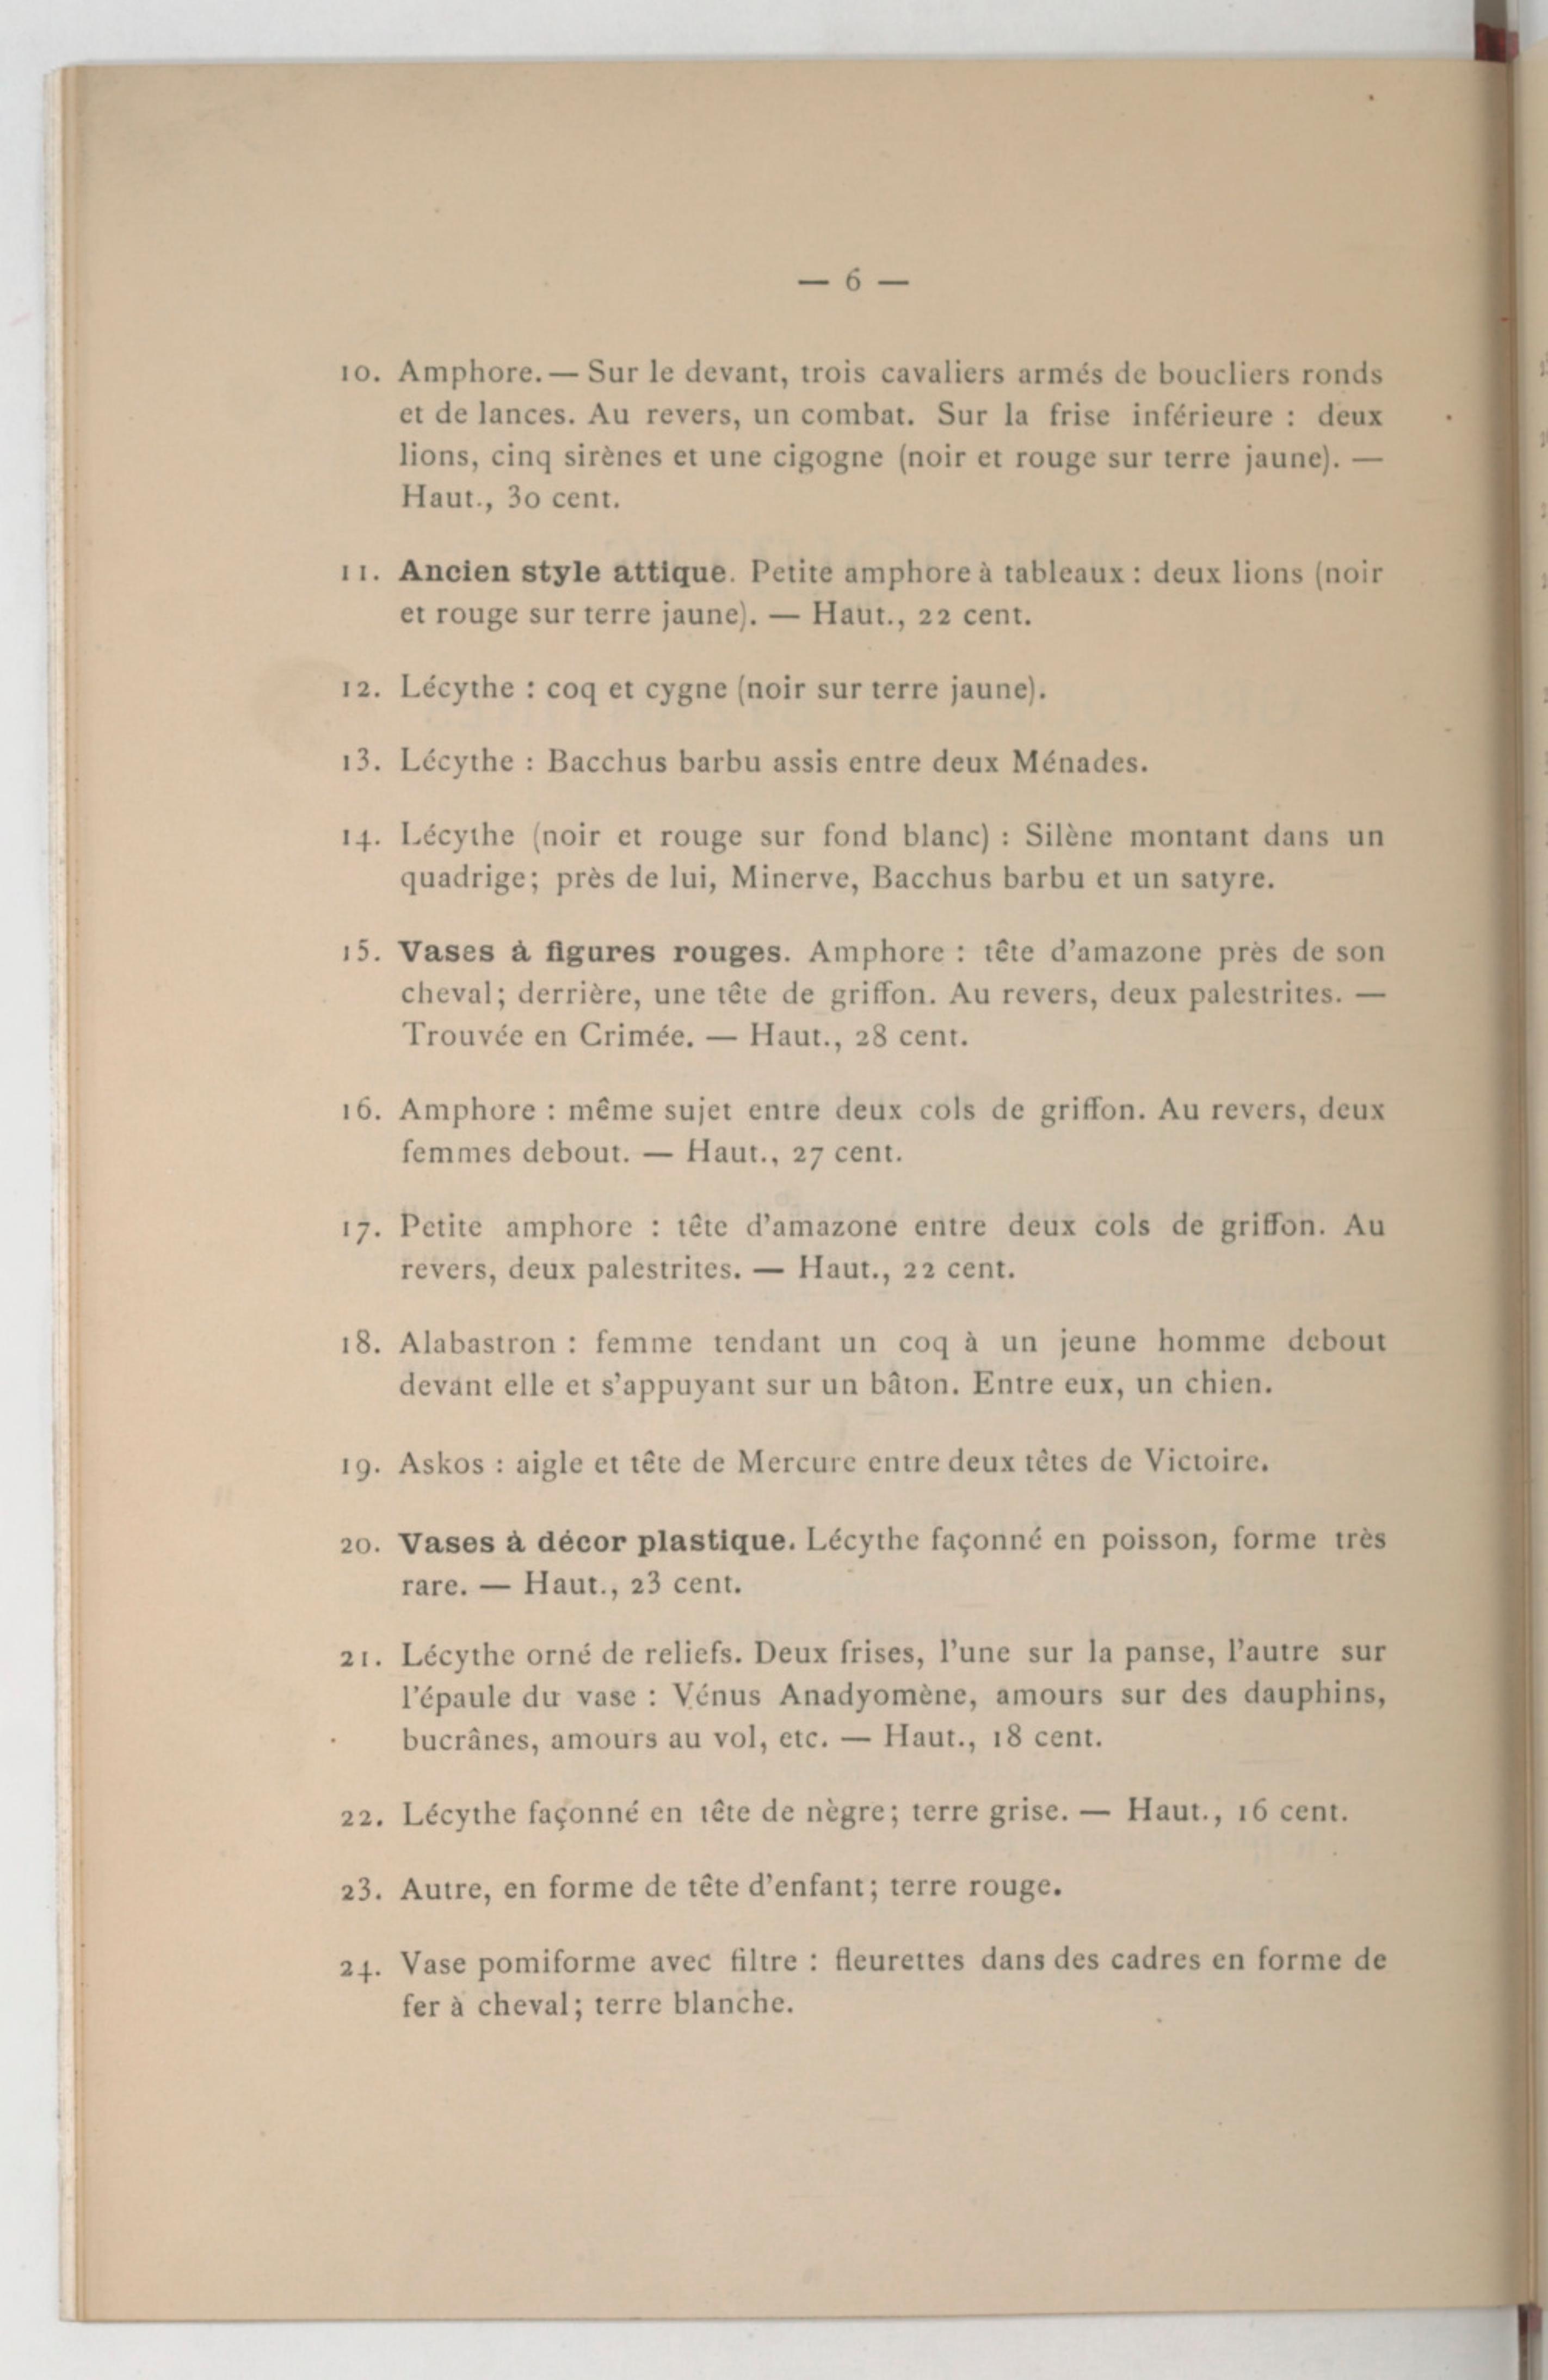 — 6 —
10. Amphore. — Sur le devant, trois cavaliers armés de boucliers ronds
et de lances. Au revers, un combat. Sur la frise inférieure : deux
lions, cinq sirènes et une cigogne (noir et rouge sur terre jaune). —
Haut., 30 cent.
11. Ancien style attique. Petite amphore à tableaux : deux lions (noir
et rouge sur terre jaune). — Haut., 22 cent.
12. Lécythe : coq et cygne (noir sur terre jaune).
13. Lécythe : Bacchus barbu assis entre deux Ménades.
14. Lécythe (noir et rouge sur fond blanc) : Silène montant dans un
quadrige; près de lui, Minerve, Bacchus barbu et un satyre.
15. Vases à figures rouges. Amphore : tête d'amazone près de son
cheval; derrière, une tête de griffon. Au revers, deux palestrites. —
Trouvée en Crimée. — Haut., 28 cent.
16. Amphore : même sujet entre deux cols de griffon. Au revers, deux
femmes debout. — Haut., 27 cent.
17. Petite amphore : tête d'amazone entre deux cols de griffon. Au
revers, deux palestrites. — Haut., 22 cent.
18. Alabastron : femme tendant un coq à un jeune homme debout
devant elle et s'appuyant sur un bâton. Entre eux, un chien.
19. Askos : aigle et tête de Mercure entre deux têtes de Victoire.
20. Vases à décor plastique. Lécythe façonné en poisson, forme très
rare. — Haut., 23 cent.
21. Lécythe orné de reliefs. Deux frises, l'une sur la panse, l'autre sur
l'épaule du vase : Vénus Anadyomène, amours sur des dauphins,
bucrânes, amours au vol, etc. — Haut., 18 cent.
22. Lécythe façonné en tête de nègre; terre grise. — Haut., 16 cent.
23. Autre, en forme de tête d'enfant; terre rouge.
24. Vase pomiforme avec filtre : fleurettes dans des cadres en forme de
fer à cheval; terre blanche.